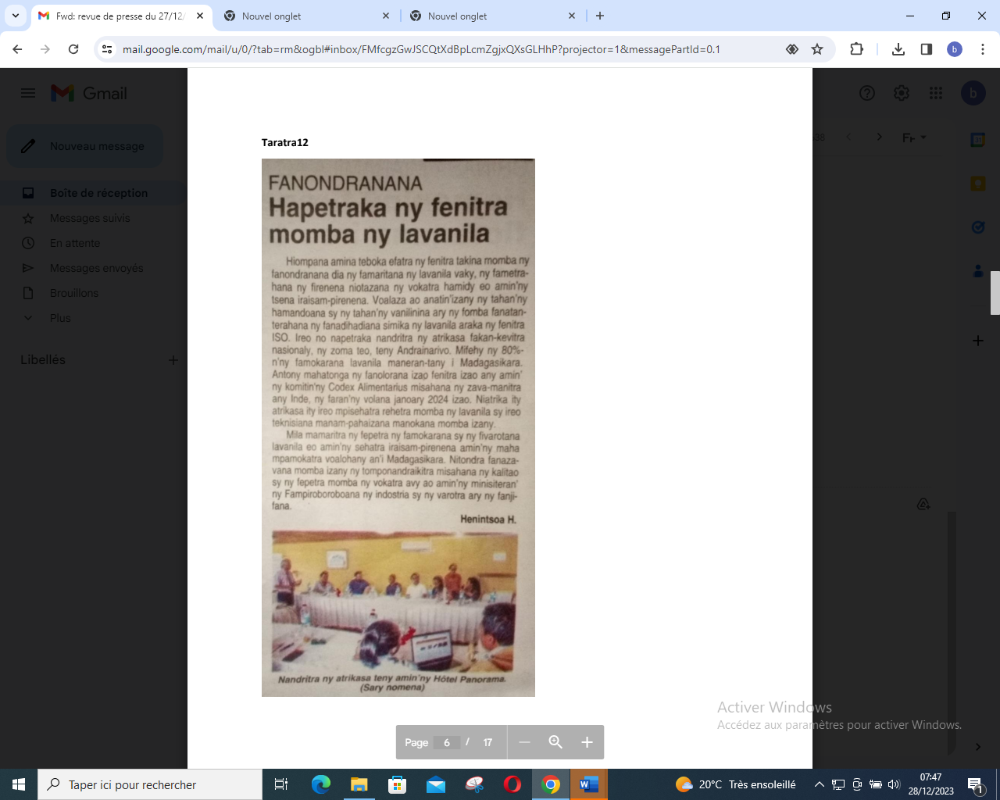 Fwd: revue de presse du 27/12/
Nouvel onglet
Nouvel onglet
mail.google.com/mail/u/0/?tab=rm&ogbl#inbox/FMfcgzGwJSCQtXdBpLcmZgjxQXsGLHhP?projector=1&messagePartId=0.1
b
Gmail
b
Nouveau message
Boîte de réception
Messages suivis
En attente
Messages envoyés
Brouillons
Plus
Libellés
Taratra12
FANONDRANANA
Hapetraka ny fenitra
momba ny lavanila
Hiompana amina teboka efatra ny fenitra takina momba ny
fanondranana dia ny famaritana ny lavanila vaky, ny fametra-
hana ny firenena niotazana ny vokatra hamidy eo amin'ny
tsena iraisam-pirenena. Voalaza ao anatin'izany ny tahan'ny
hamandoana sy ny tahan'ny vanilinina ary ny fomba fanatan-
terahana ny fanadihadiana simika ny lavanila araka ny fenitra
ISO. Ireo no napetraka nandritra ny atrikasa fakan-kevitra
nasionaly, ny zoma teo, teny Andrainarivo. Mifehy ny 80%-
n'ny famokarana lavanila maneran-tany i Madagasikara.
Antony mahatonga ny fanolorana izao fenitra izao any amin'
ny komitin'ny Codex Alimentarius misahana ny zava-manitra
any Inde, ny faran'ny volana janoary 2024 izao. Niatrika ity
atrikasa ity ireo mpisehatra rehetra momba ny lavanila sy ireo
teknisiana manam-pahaizana manokana momba izany.
Mila mamaritra ny fepetra ny famokarana sy ny fivarotana
lavanila eo amin'ny sehatra iraisam-pirenena amin'ny maha
mpamokatra voalohany an'i Madagasikara. Nitondra fanaza-
vana momba izany ny tomponandraikitra misahana ny kalitao
sy ny fepetra momba ny vokatra avy ao amin'ny minisiteran'
ny Fampiroboroboana ny indostria sy ny varotra ary ny fanji-
fana.
Henintsoa H.
Nandritra ny atrikasa teny amin'ny Hôtel Panorama.
(Sary nomena)
Activer Windows
Accédez aux paramètres pour activer Windows.
Page 6 / 17
Taper ici pour rechercher
20°C Très ensoleillé
07:47
28/12/2023
1